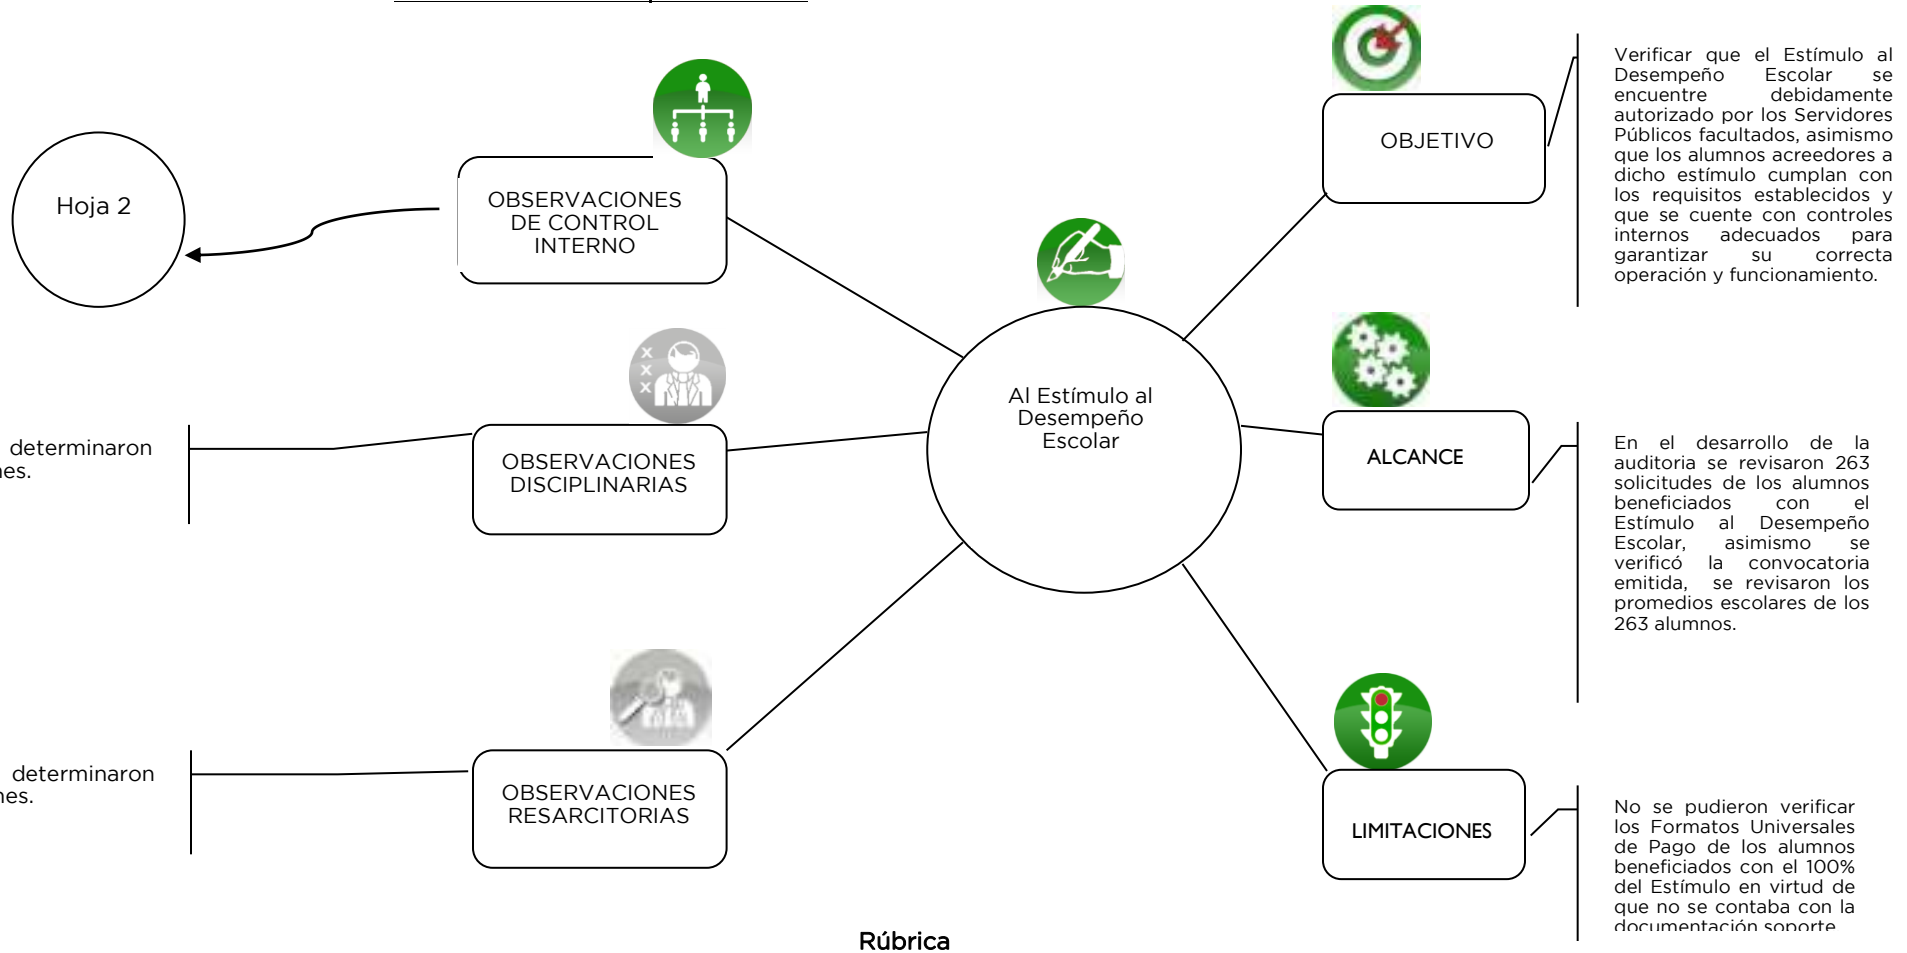 Hoja 2
OBSERVACIONES
DE CONTROL
INTERNO
determinaron
nes.
OBSERVACIONES
DISCIPLINARIAS
determinaron
nes.
OBSERVACIONES
RESARCITORIAS
Al Estímulo al
Desempeño
Escolar
OBJETIVO
Verificar que el Estímulo al
Desempeño Escolar se
encuentre debidamente
autorizado por los Servidores
Públicos facultados, asimismo
que los alumnos acreedores a
dicho estímulo cumplan con
los requisitos establecidos y
que se cuente con controles
internos adecuados para
garantizar su correcta
operación y funcionamiento.
ALCANCE
En el desarrollo de la
auditoria se revisaron 263
solicitudes de los alumnos
beneficiados con el
Estímulo al Desempeño
Escolar, asimismo se
verificó la convocatoria
emitida, se revisaron los
promedios escolares de los
263 alumnos.
LIMITACIONES
No se pudieron verificar
los Formatos Universales
de Pago de los alumnos
beneficiados con el 100%
del Estímulo en virtud de
que no se contaba con la
documentación soporte
Rúbrica